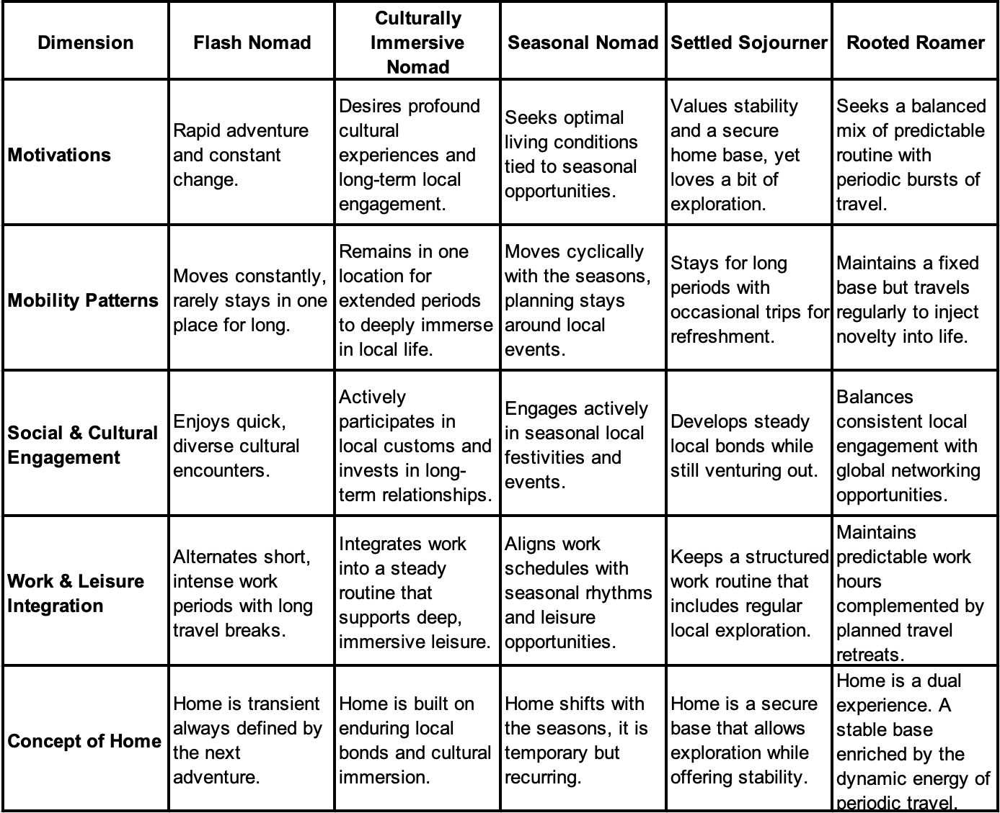 Dimension
Flash Nomad
Culturally
Immersive
Nomad
Seasonal Nomad
Settled Sojourner
Rooted Roamer
Motivations
Rapid adventure
and constant
change.
Desires profound
cultural
experiences and
long-term local
engagement.
Seeks optimal
living conditions
tied to seasonal
opportunities.
Values stability
and a secure
home base, yet
loves a bit of
exploration.
Seeks a balanced
mix of predictable
routine with
periodic bursts of
travel.
Mobility Patterns
Moves constantly,
rarely stays in one
place for long.
Remains in one
location for
extended periods
to deeply immerse
in local life.
Moves cyclically
with the seasons,
planning stays
around local
events.
Stays for long
periods with
occasional trips for
refreshment.
Maintains a fixed
base but travels
regularly to inject
novelty into life.
Social & Cultural
Engagement
Enjoys quick,
diverse cultural
encounters.
Actively
participates in
local customs and
invests in long-
term relationships.
Engages actively
in seasonal local
festivities and
events.
Develops steady
local bonds while
still venturing out.
Balances
consistent local
engagement with
global networking
opportunities.
Work & Leisure
Integration
Alternates short,
intense work
periods with long
travel breaks.
Integrates work
into a steady
routine that
supports deep,
immersive leisure.
Aligns work
schedules with
seasonal rhythms
and leisure
opportunities.
Keeps a structured
work routine that
includes regular
local exploration.
Maintains
predictable work
hours
complemented by
planned travel
retreats.
Concept of Home
Home is transient
always defined by
the next
adventure.
Home is built on
enduring local
bonds and cultural
immersion.
Home shifts with
the seasons, it is
temporary but
recurring.
Home is a secure
base that allows
exploration while
offering stability.
Home is a dual
experience. A
stable base
enriched by the
dynamic energy of
periodic travel.